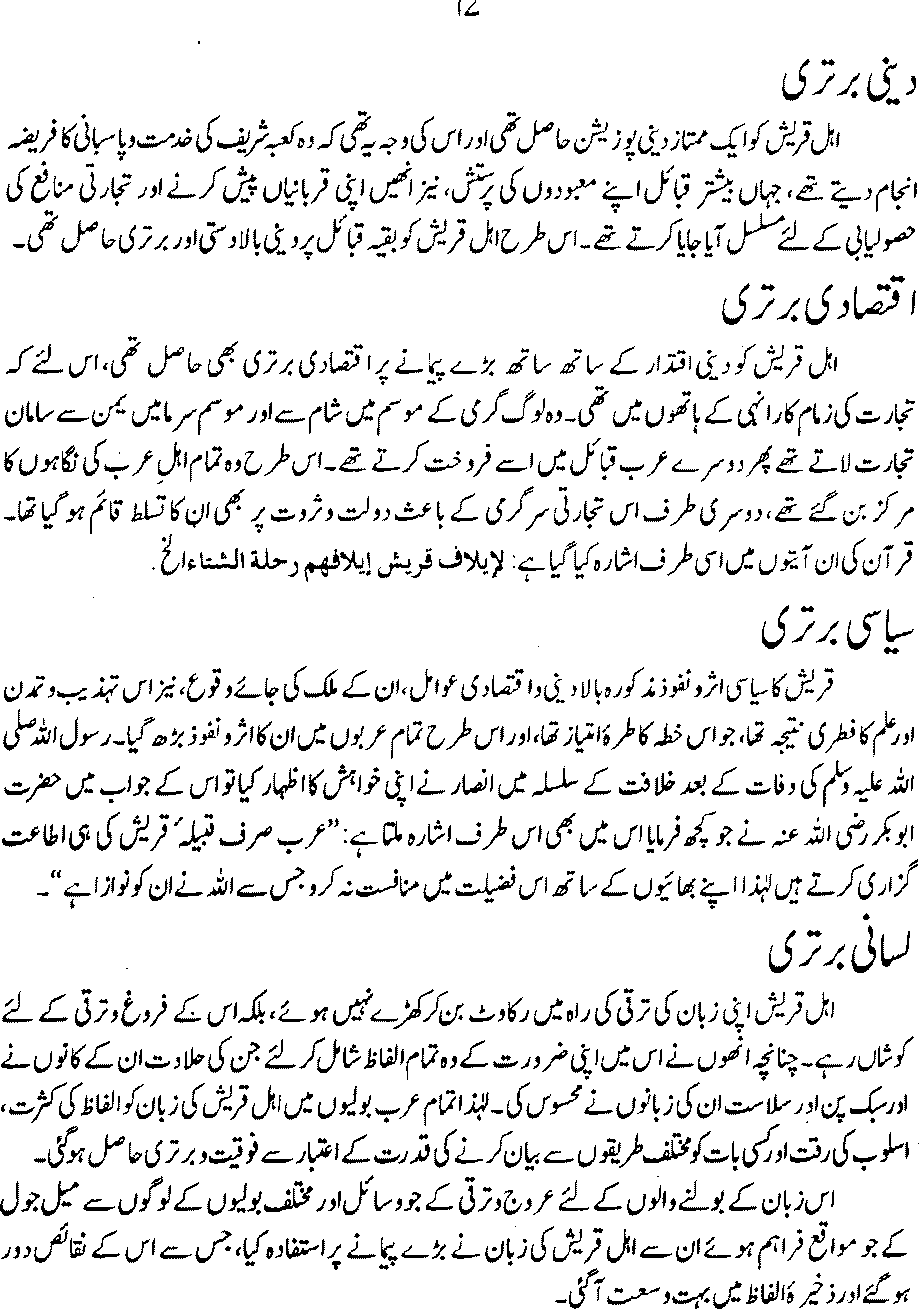 12
دینی برتری
اہل قریش کو ایک ممتاز دینی پوزیشن حاصل تھی اور اس کی وجہ یہ تھی کہ وہ کعبہ شریف کی خدمت و پاسبانی کا فریضہ
انجام دیتے تھے، جہاں بیشتر قبائل اپنے معبودوں کی پرستش، نیز انھیں اپنی قربانیاں پیش کرنے اور تجارتی منافع کی
حصولیابی کے لئے مسلسل آیا جایا کرتے تھے۔ اس طرح اہل قریش کو بقیہ قبائل پر دینی بالادستی اور برتری حاصل تھی۔
اقتصادی برتری
اہل قریش کو دینی اقتدار کے ساتھ ساتھ بڑے پیمانے پر اقتصادی برتری بھی حاصل تھی، اس لئے کہ
تجارت کی زمام کار انہی کے ہاتھوں میں تھی۔ وہ لوگ گرمی کے موسم میں شام سے اور موسم سرما میں یمن سے سامان
تجارت لاتے تھے پھر دوسرے عرب قبائل میں اسے فروخت کرتے تھے۔ اس طرح وہ تمام اہلِ عرب کی نگاہوں کا
مرکز بن گئے تھے، دوسری طرف اس تجارتی سرگرمی کے باعث دولت و ثروت پر بھی ان کا تسلط قائم ہو گیا تھا۔
قرآن کی ان آیتوں میں اسی طرف اشارہ کیا گیا ہے: لإیلاف قریش إیلافهم رحلة الشتاء الخ.
سیاسی برتری
قریش کا سیاسی اثر و نفوذ مذکورہ بالا دینی و اقتصادی عوامل، ان کے ملک کی جائے وقوع، نیز اس تہذیب و تمدن
اور علم کا فطری نتیجہ تھا، جو اس خطہ کا طرۂ امتیاز تھا، اور اس طرح تمام عربوں میں ان کا اثر و نفوذ بڑھ گیا۔ رسول اللہ صلی
اللہ علیہ وسلم کی وفات کے بعد خلافت کے سلسلہ میں انصار نے اپنی خواہش کا اظہار کیا تو اس کے جواب میں حضرت
ابو بکر رضی اللہ عنہ نے جو کچھ فرمایا اس میں بھی اس طرف اشارہ ملتا ہے: ”عرب صرف قبیلۂ قریش کی ہی اطاعت
گزاری کرتے ہیں لہٰذا اپنے بھائیوں کے ساتھ اس فضیلت میں منافست نہ کرو جس سے اللہ نے ان کو نوازا ہے“۔
لسانی برتری
اہل قریش اپنی زبان کی ترقی کی راہ میں رکاوٹ بن کر کھڑے نہیں ہوئے، بلکہ اس کے فروغ و ترقی کے لئے
کوشاں رہے۔ چنانچہ انھوں نے اس میں اپنی ضرورت کے وہ تمام الفاظ شامل کر لئے جن کی حلاوت ان کے کانوں نے
اور سبک پن اور سلاست ان کی زبانوں نے محسوس کی۔ لہٰذا تمام عرب بولیوں میں اہل قریش کی زبان کو الفاظ کی کثرت،
اسلوب کی رقت اور کسی بات کو مختلف طریقوں سے بیان کرنے کی قدرت کے اعتبار سے فوقیت و برتری حاصل ہو گئی۔
اس زبان کے بولنے والوں کے لئے عروج و ترقی کے جو وسائل اور مختلف بولیوں کے لوگوں سے میل جول
کے جو مواقع فراہم ہوئے ان سے اہل قریش کی زبان نے بڑے پیمانے پر استفادہ کیا، جس سے اس کے نقائص دور
ہو گئے اور ذخیرۂ الفاظ میں بہت وسعت آ گئی۔